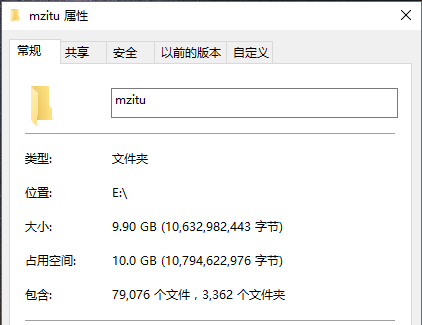 mzitu 属性
常规 共享 安全 以前的版本 自定义
mzitu
类型: 文件夹
位置: E:\
大小: 9.90 GB (10,632,982,443 字节)
占用空间: 10.0 GB (10,794,622,976 字节)
包含: 79,076 个文件，3,362 个文件夹